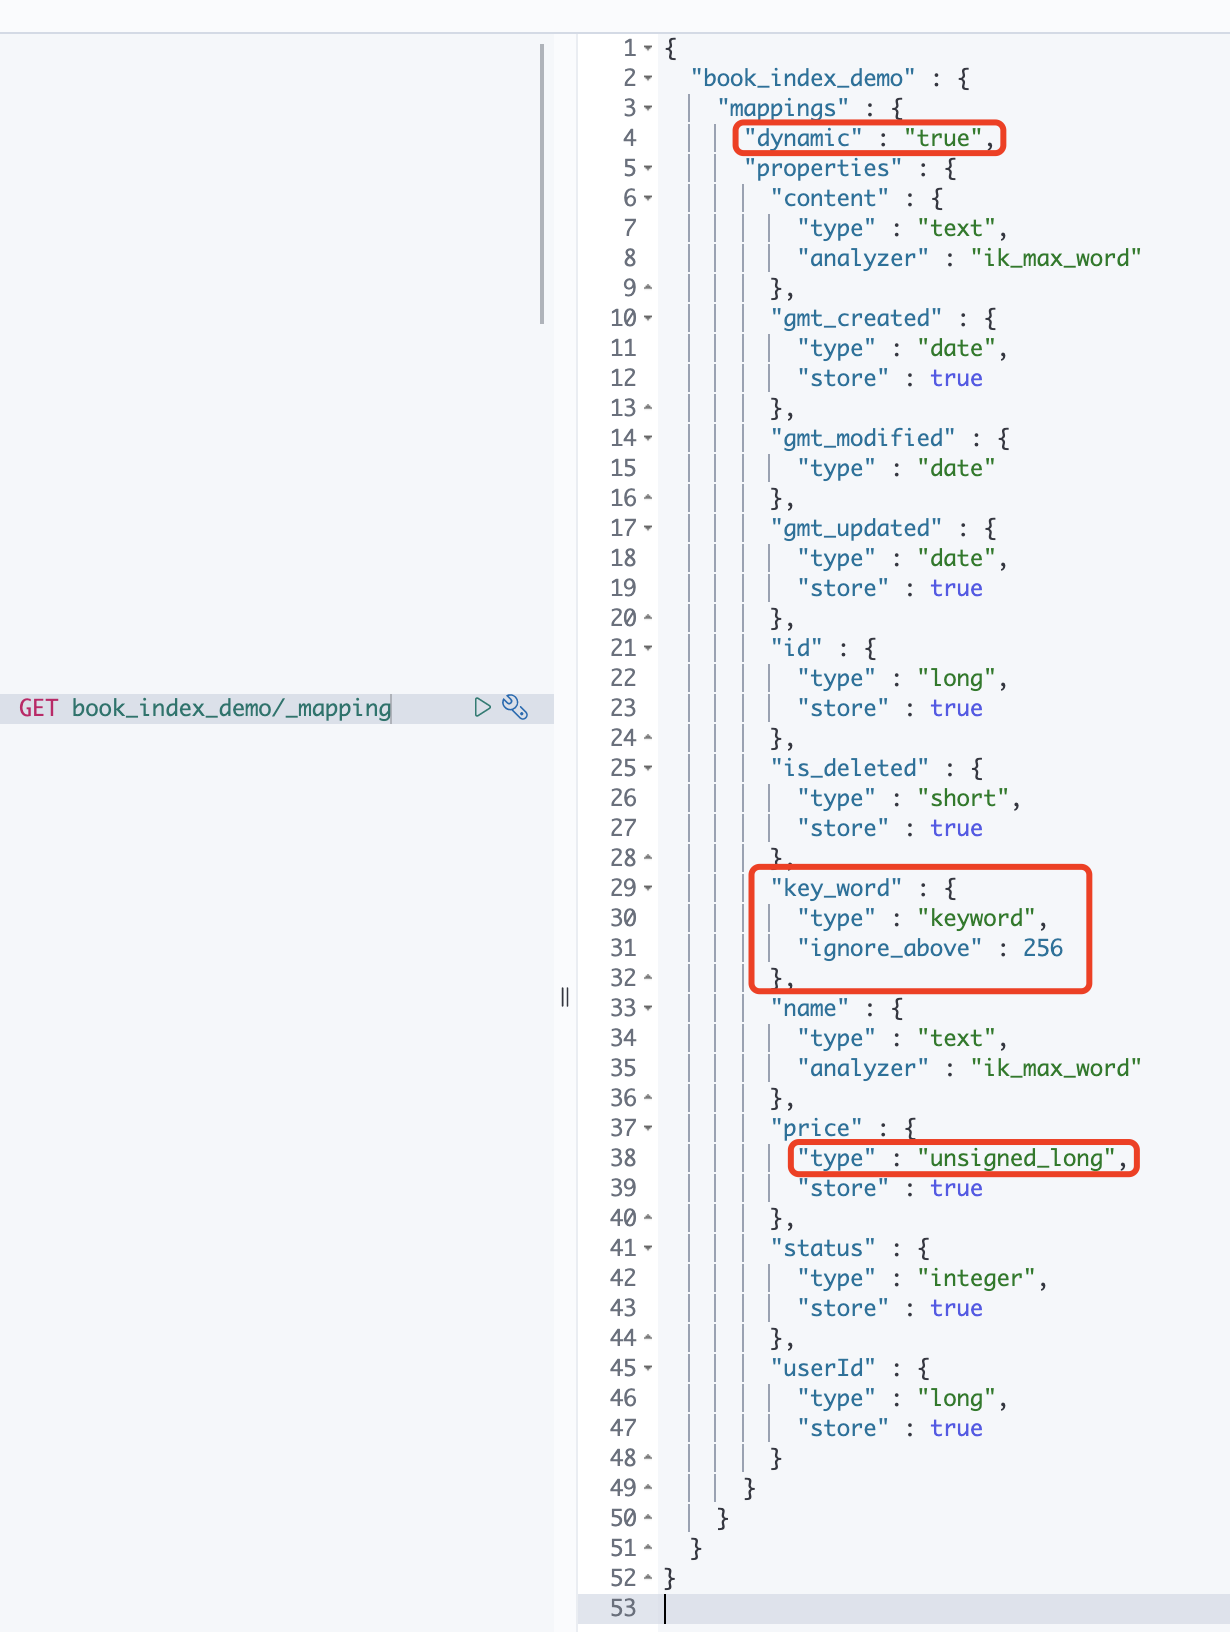 GET book_index_demo/_mapping
1 {
2 "book_index_demo" : {
3 "mappings" : {
4 "dynamic" : "true",
5 "properties" : {
6 "content" : {
7 "type" : "text",
8 "analyzer" : "ik_max_word"
9 },
10 "gmt_created" : {
11 "type" : "date",
12 "store" : true
13 },
14 "gmt_modified" : {
15 "type" : "date"
16 },
17 "gmt_updated" : {
18 "type" : "date",
19 "store" : true
20 },
21 "id" : {
22 "type" : "long",
23 "store" : true
24 },
25 "is_deleted" : {
26 "type" : "short",
27 "store" : true
28 },
29 "key_word" : {
30 "type" : "keyword",
31 "ignore_above" : 256
32 },
33 "name" : {
34 "type" : "text",
35 "analyzer" : "ik_max_word"
36 },
37 "price" : {
38 "type" : "unsigned_long",
39 "store" : true
40 },
41 "status" : {
42 "type" : "integer",
43 "store" : true
44 },
45 "userId" : {
46 "type" : "long",
47 "store" : true
48 }
49 }
50 }
51 }
52 }
53